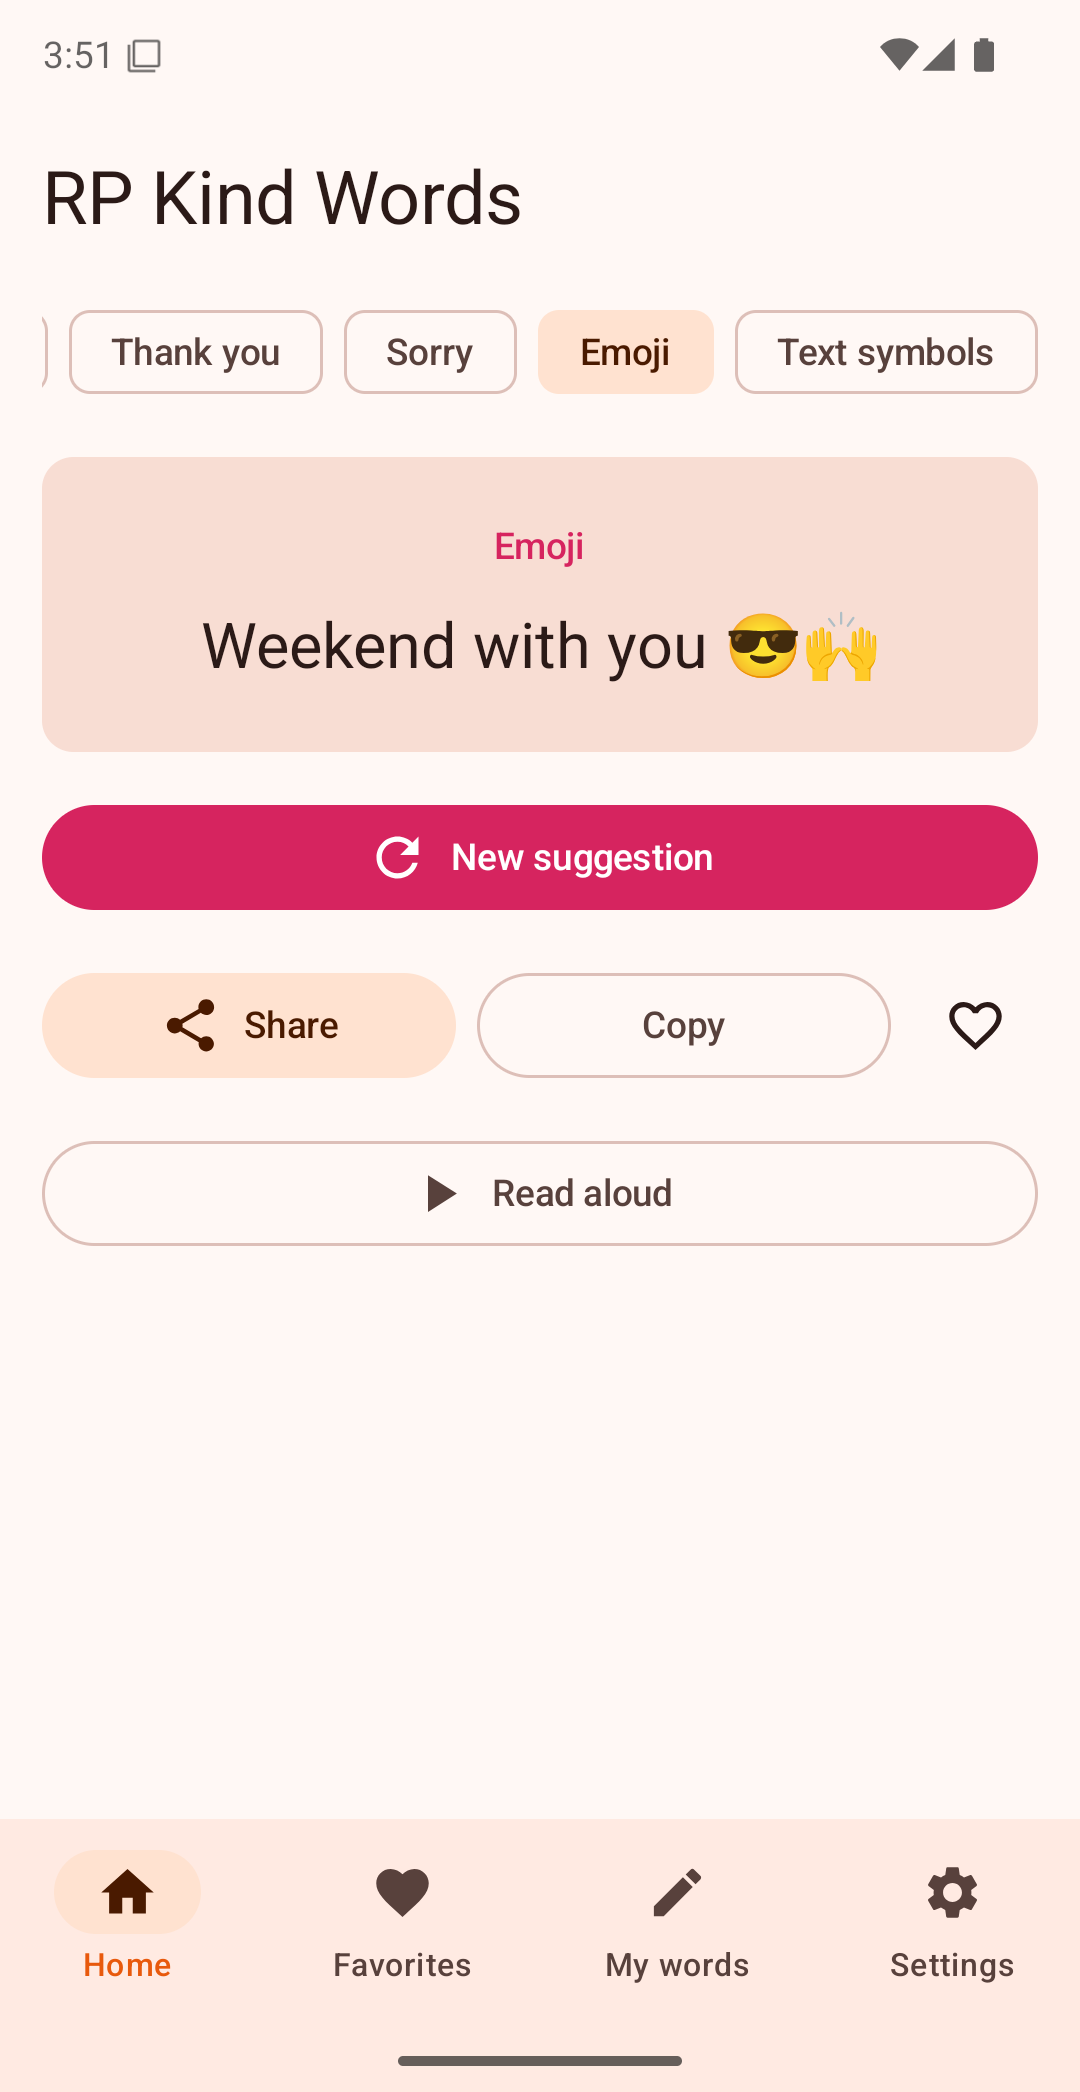 3:51
RP Kind Words
Thank you
Sorry
Emoji
Text symbols
Emoji
Weekend with you 😎🙌
New suggestion
Share
Copy
Read aloud
Home
Favorites
My words
Settings